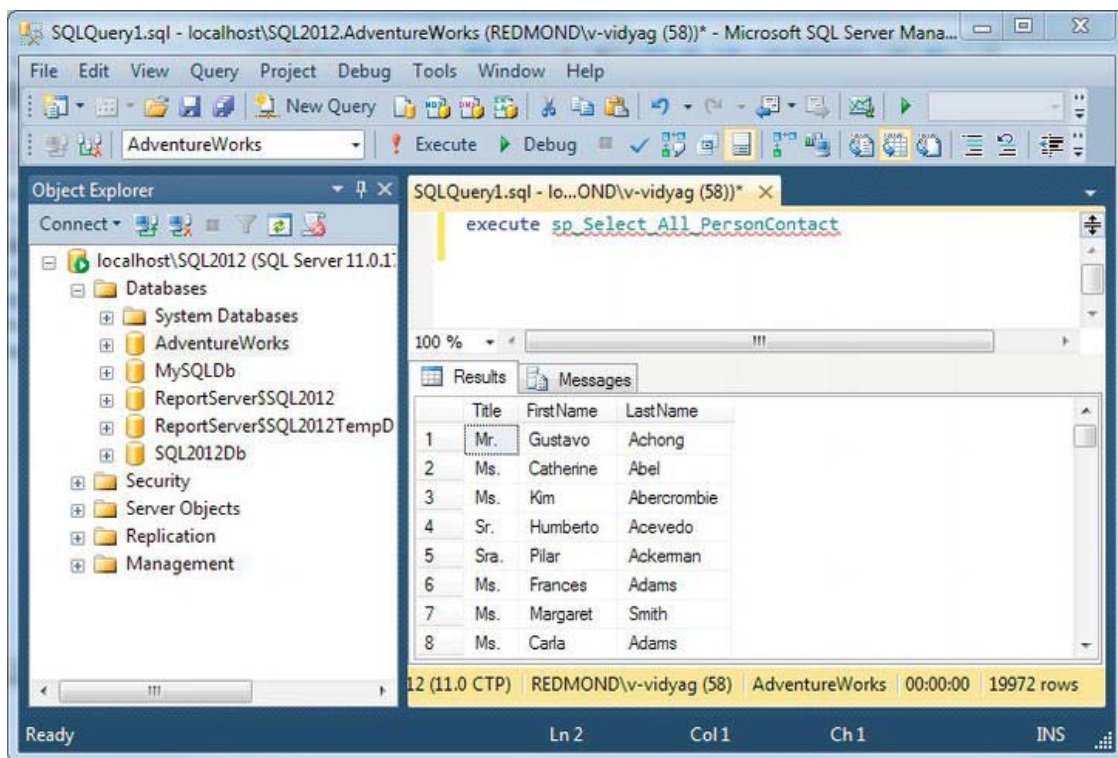 SQLQuery1.sql - localhost\SQL2012.AdventureWorks (REDMOND\v-vidyag (58))* - Microsoft SQL Server Mana...
File Edit View Query Project Debug Tools Window Help
New Query
AdventureWorks Execute Debug
Object Explorer
Connect
localhost\SQL2012 (SQL Server 11.0.1
Databases
System Databases
AdventureWorks
MySQLDb
ReportServer$SQL2012
ReportServer$SQL2012TempD
SQL2012Db
Security
Server Objects
Replication
Management
SQLQuery1.sql - lo...OND\v-vidyag (58))*
execute sp_Select_All_PersonContact
100 %
Results Messages
Title FirstName LastName
1 Mr. Gustavo Achong
2 Ms. Catherine Abel
3 Ms. Kim Abercrombie
4 Sr. Humberto Acevedo
5 Sra. Pilar Ackerman
6 Ms. Frances Adams
7 Ms. Margaret Smith
8 Ms. Carla Adams
12 (11.0 CTP) REDMOND\v-vidyag (58) AdventureWorks 00:00:00 19972 rows
Ready Ln 2 Col 1 Ch 1 INS